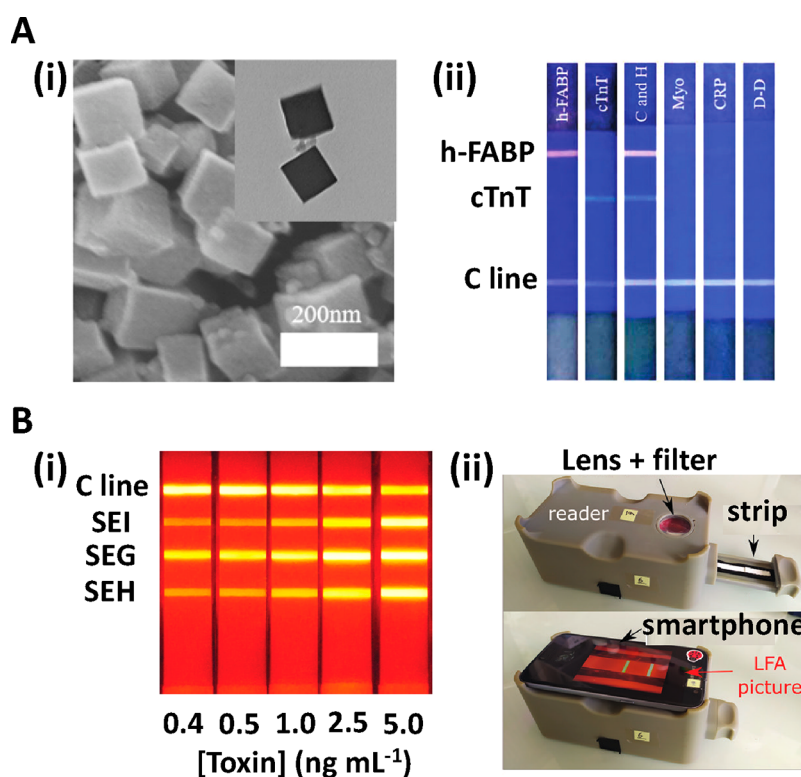 A
(i)
200nm
(ii)
h-FABP
cTnT
C and H
Myo
CRP
D-D
h-FABP
cTnT
C line
B
(i)
C line
SEI
SEG
SEH
0.4 0.5 1.0 2.5 5.0
[Toxin] (ng mL⁻¹)
(ii)
Lens + filter
reader
strip
smartphone
LFA
picture